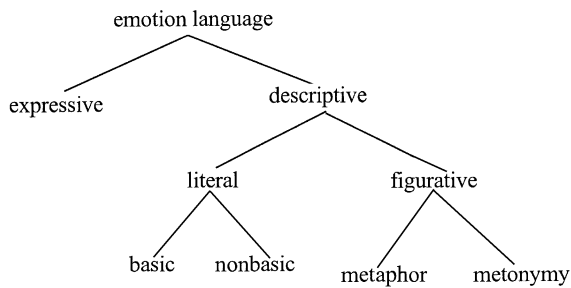 emotion language
expressive
descriptive
literal
figurative
basic
nonbasic
metaphor
metonymy